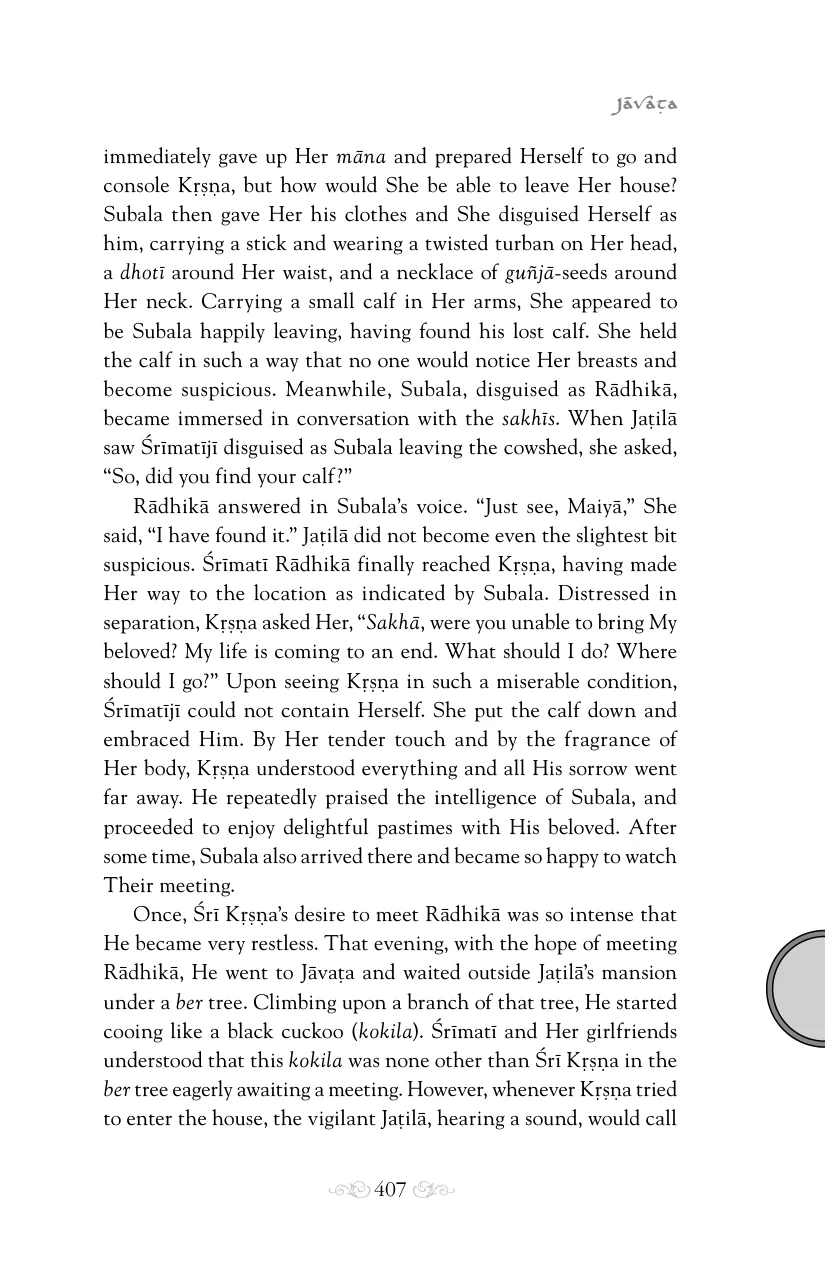 Jāvaṭa
immediately gave up Her māna and prepared Herself to go and
console Kṛṣṇa, but how would She be able to leave Her house?
Subala then gave Her his clothes and She disguised Herself as
him, carrying a stick and wearing a twisted turban on Her head,
a dhotī around Her waist, and a necklace of guñjā-seeds around
Her neck. Carrying a small calf in Her arms, She appeared to
be Subala happily leaving, having found his lost calf. She held
the calf in such a way that no one would notice Her breasts and
become suspicious. Meanwhile, Subala, disguised as Rādhikā,
became immersed in conversation with the sakhīs. When Jaṭilā
saw Śrīmatījī disguised as Subala leaving the cowshed, she asked,
“So, did you find your calf?”
Rādhikā answered in Subala’s voice. “Just see, Maiyā,” She
said, “I have found it.” Jaṭilā did not become even the slightest bit
suspicious. Śrīmatī Rādhikā finally reached Kṛṣṇa, having made
Her way to the location as indicated by Subala. Distressed in
separation, Kṛṣṇa asked Her, “Sakhā, were you unable to bring My
beloved? My life is coming to an end. What should I do? Where
should I go?” Upon seeing Kṛṣṇa in such a miserable condition,
Śrīmatījī could not contain Herself. She put the calf down and
embraced Him. By Her tender touch and by the fragrance of
Her body, Kṛṣṇa understood everything and all His sorrow went
far away. He repeatedly praised the intelligence of Subala, and
proceeded to enjoy delightful pastimes with His beloved. After
some time, Subala also arrived there and became so happy to watch
Their meeting.
Once, Śrī Kṛṣṇa’s desire to meet Rādhikā was so intense that
He became very restless. That evening, with the hope of meeting
Rādhikā, He went to Jāvaṭa and waited outside Jaṭilā’s mansion
under a ber tree. Climbing upon a branch of that tree, He started
cooing like a black cuckoo (kokila). Śrīmatī and Her girlfriends
understood that this kokila was none other than Śrī Kṛṣṇa in the
ber tree eagerly awaiting a meeting. However, whenever Kṛṣṇa tried
to enter the house, the vigilant Jaṭilā, hearing a sound, would call
407